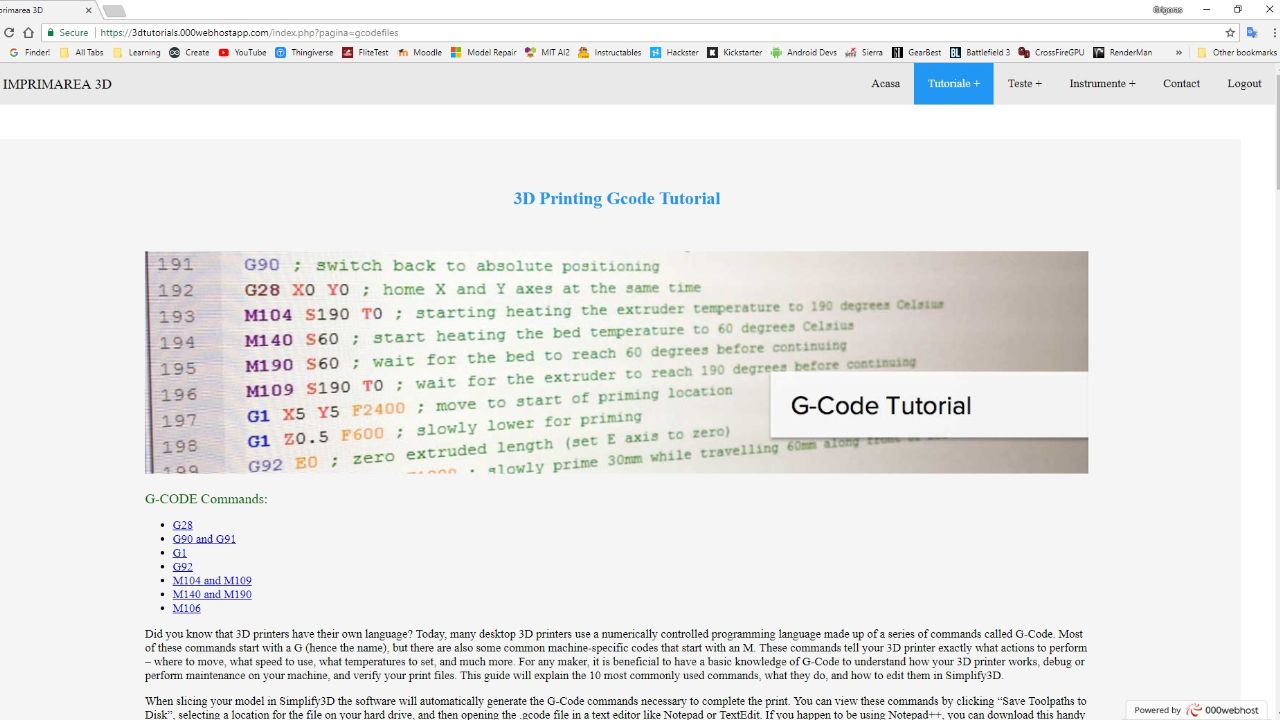 primarea 3D
Grigoras
Secure https://3dtutorials.000webhostapp.com/index.php?pagina=gcodefiles
Finder! All Tabs Learning Create YouTube Thingiverse FliteTest Moodle Model Repair MIT AI2 Instructables Hackster Kickstarter Android Devs Sierra GearBest Battlefield 3 CrossFireGPU RenderMan » Other bookmarks
IMPRIMAREA 3D Acasa Tutoriale + Teste + Instrumente + Contact Logout
3D Printing Gcode Tutorial
191 G90 ; switch back to absolute positioning
192 G28 X0 Y0 ; home X and Y axes at the same time
193 M104 S190 T0 ; starting heating the extruder temperature to 190 degrees Celsius
194 M140 S60 ; start heating the bed temperature to 60 degrees Celsius
195 M190 S60 ; wait for the bed to reach 60 degrees before continuing
196 M109 S190 T0 ; wait for the extruder to reach 190 degrees before continuing
197 G1 X5 Y5 F2400 ; move to start of priming location
198 G1 Z0.5 F600 ; slowly lower for priming
199 G92 E0 ; zero extruded length (set E axis to zero)
; slowly prime 30mm while travelling 60mm along
G-Code Tutorial
G-CODE Commands:
• G28
• G90 and G91
• G1
• G92
• M104 and M109
• M140 and M190
• M106
Did you know that 3D printers have their own language? Today, many desktop 3D printers use a numerically controlled programming language made up of a series of commands called G-Code. Most
of these commands start with a G (hence the name), but there are also some common machine-specific codes that start with an M. These commands tell your 3D printer exactly what actions to perform
– where to move, what speed to use, what temperatures to set, and much more. For any maker, it is beneficial to have a basic knowledge of G-Code to understand how your 3D printer works, debug or
perform maintenance on your machine, and verify your print files. This guide will explain the 10 most commonly used commands, what they do, and how to edit them in Simplify3D.
When slicing your model in Simplify3D the software will automatically generate the G-Code commands necessary to complete the print. You can view these commands by clicking “Save Toolpaths to
Disk”, selecting a location for the file on your hard drive, and then opening the .gcode file in a text editor like Notepad or TextEdit. If you happen to be using Notepad++, you can download this handy
Powered by 000webhost